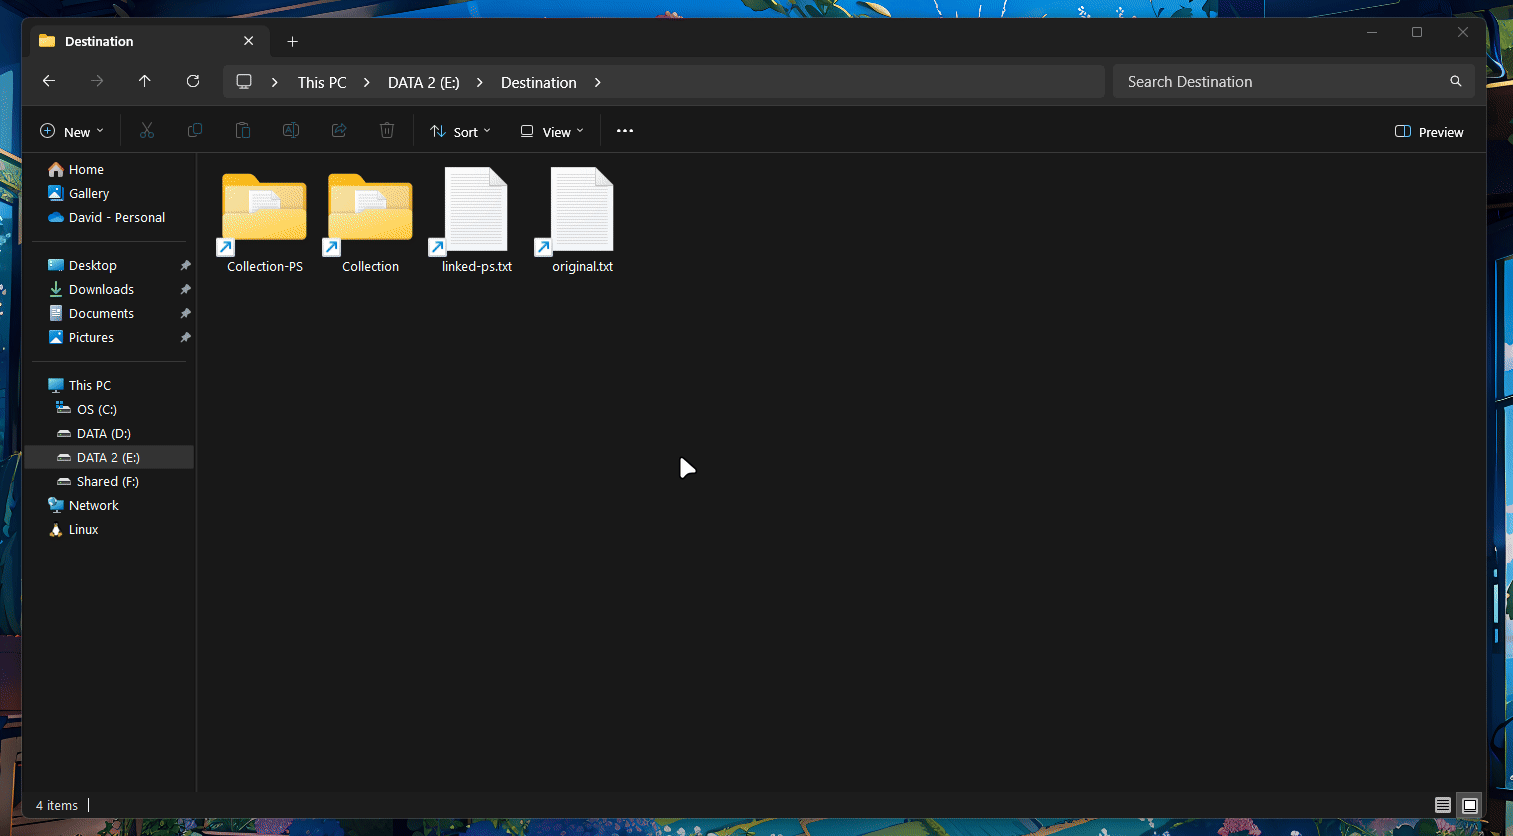 Destination
This PC
DATA 2 (E:)
Destination
Search Destination
New
Sort
View
Preview
Home
Gallery
David - Personal
Desktop
Downloads
Documents
Pictures
This PC
OS (C:)
DATA (D:)
DATA 2 (E:)
Shared (F:)
Network
Linux
Collection-PS
Collection
linked-ps.txt
original.txt
4 items